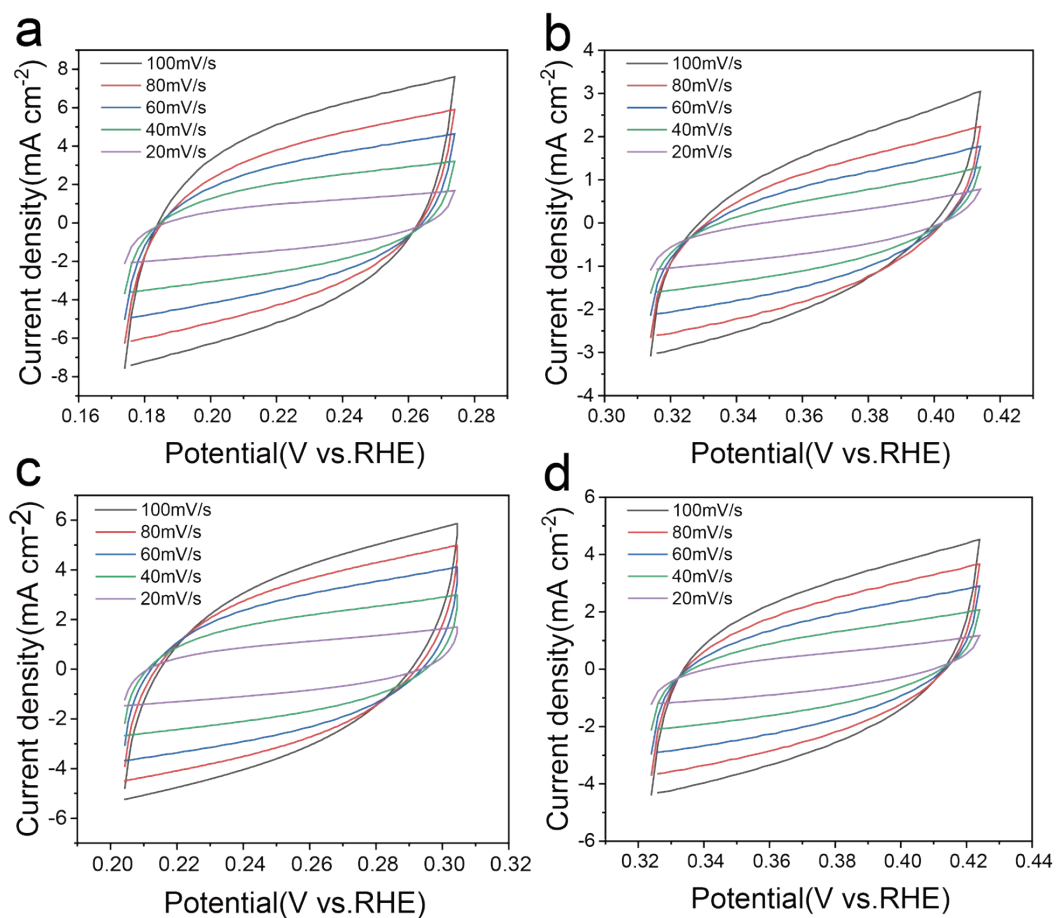 a
Current density(mA cm-2)
8
6
4
2
0
-2
-4
-6
-8
100mV/s
80mV/s
60mV/s
40mV/s
20mV/s
0.16 0.18 0.20 0.22 0.24 0.26 0.28
Potential(V vs.RHE)
b
Current density(mA cm-2)
4
3
2
1
0
-1
-2
-3
-4
100mV/s
80mV/s
60mV/s
40mV/s
20mV/s
0.30 0.32 0.34 0.36 0.38 0.40 0.42
Potential(V vs.RHE)
c
Current density(mA cm-2)
6
4
2
0
-2
-4
-6
100mV/s
80mV/s
60mV/s
40mV/s
20mV/s
0.20 0.22 0.24 0.26 0.28 0.30 0.32
Potential(V vs.RHE)
d
Current density(mA cm-2)
6
4
2
0
-2
-4
-6
100mV/s
80mV/s
60mV/s
40mV/s
20mV/s
0.32 0.34 0.36 0.38 0.40 0.42 0.44
Potential(V vs.RHE)